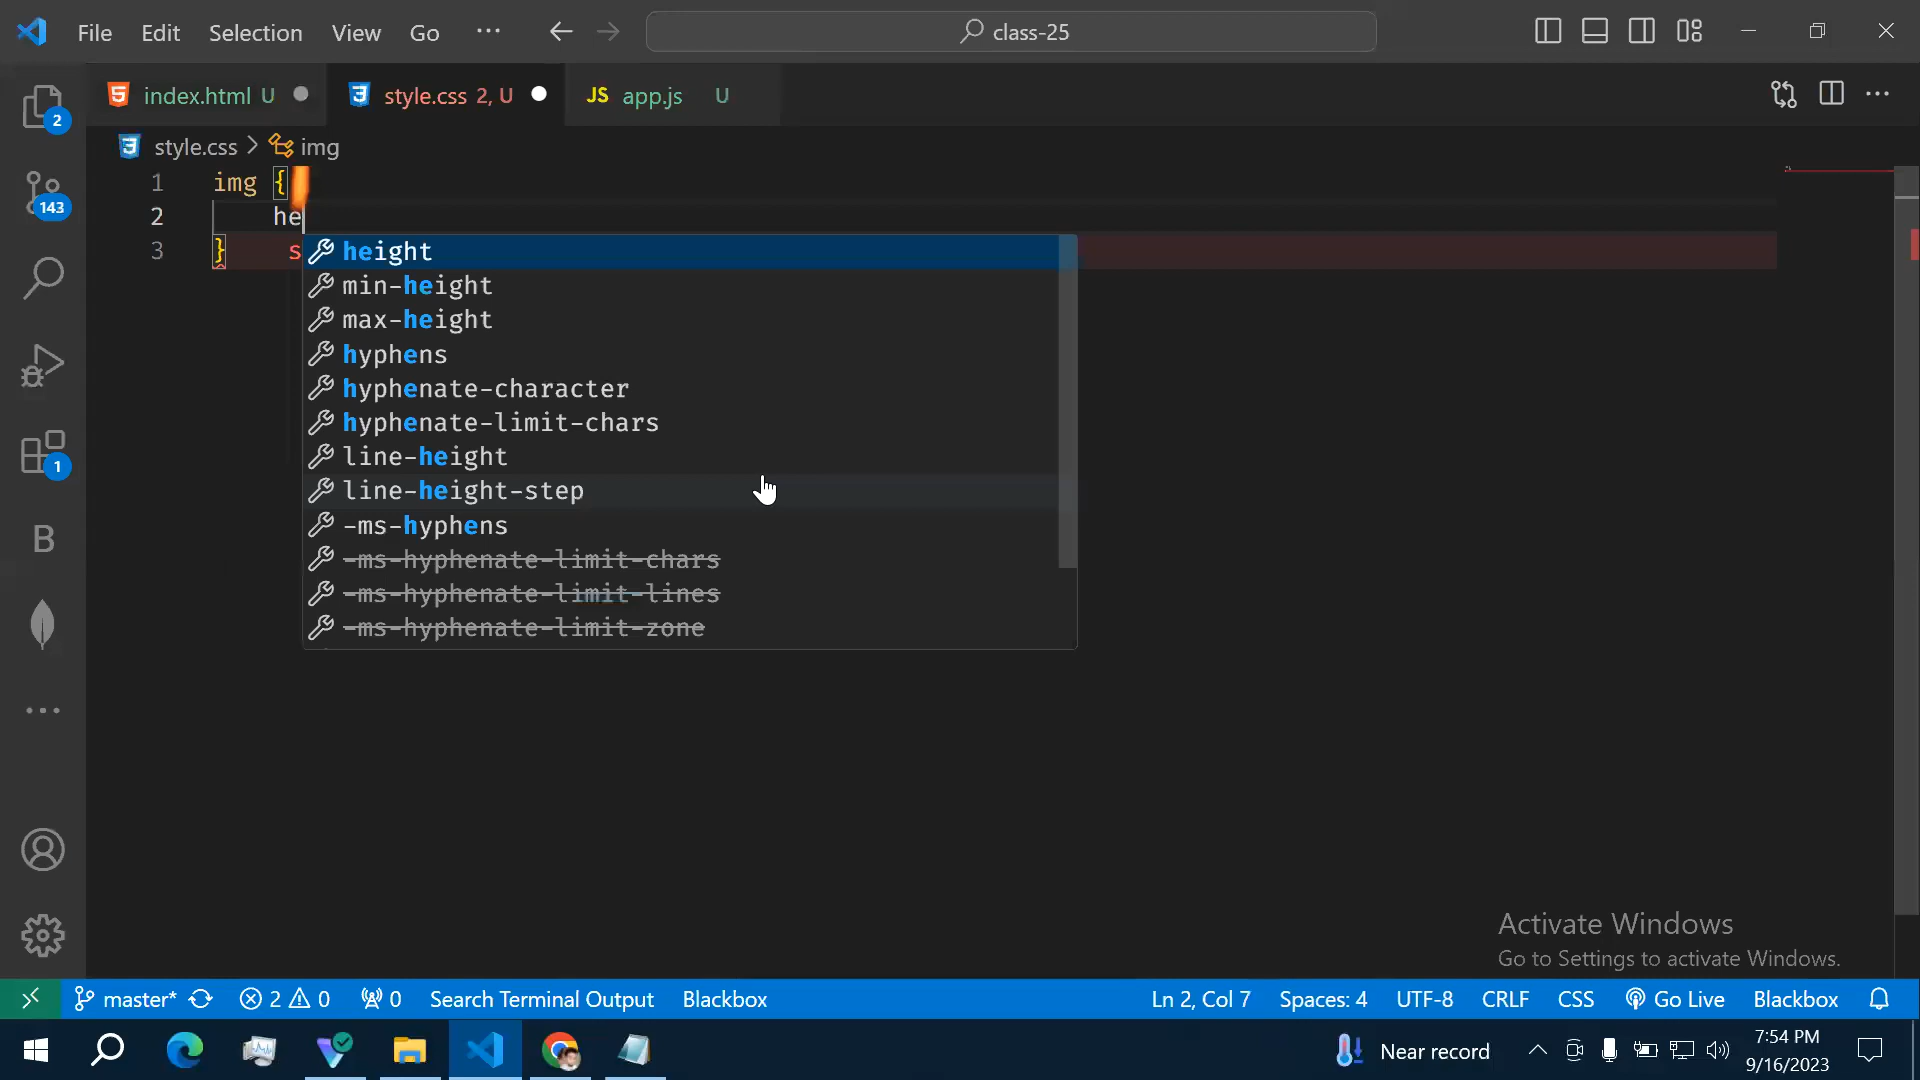 File Edit Selection View Go ··· class-25
index.html U style.css 2, U JS app.js U
style.css > img
1 img {
2 he
3 } s
height
min-height
max-height
hyphens
hyphenate-character
hyphenate-limit-chars
line-height
line-height-step
-ms-hyphens
-ms-hyphenate-limit-chars
-ms-hyphenate-limit-lines
-ms-hyphenate-limit-zone
2
143
1
B
Activate Windows
Go to Settings to activate Windows.
master* 2 0 0 Search Terminal Output Blackbox Ln 2, Col 7 Spaces: 4 UTF-8 CRLF CSS Go Live Blackbox
Near record 7:54 PM
9/16/2023